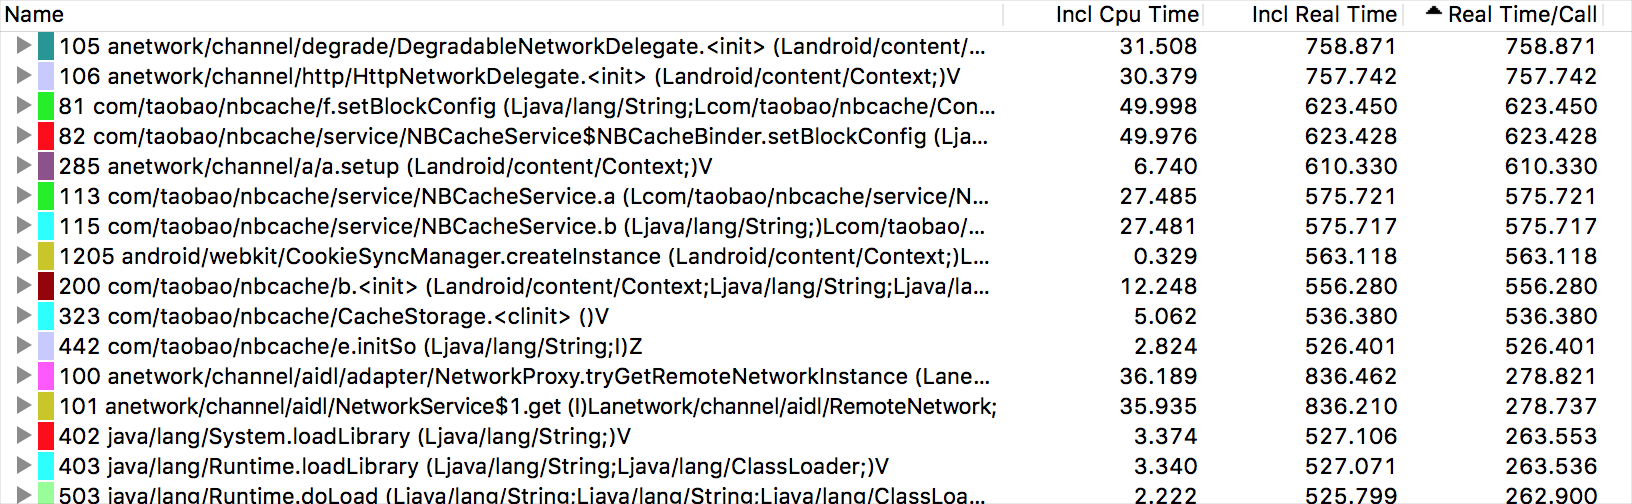 Name Incl Cpu Time Incl Real Time Real Time/Call
105 anetwork/channel/degrade/DegradableNetworkDelegate.<init> (Landroid/content/... 31.508 758.871 758.871
106 anetwork/channel/http/HttpNetworkDelegate.<init> (Landroid/content/Context;)V 30.379 757.742 757.742
81 com/taobao/nbcache/f.setBlockConfig (Ljava/lang/String;Lcom/taobao/nbcache/Con... 49.998 623.450 623.450
82 com/taobao/nbcache/service/NBCacheService$NBCacheBinder.setBlockConfig (Lja... 49.976 623.428 623.428
285 anetwork/channel/a/a.setup (Landroid/content/Context;)V 6.740 610.330 610.330
113 com/taobao/nbcache/service/NBCacheService.a (Lcom/taobao/nbcache/service/N... 27.485 575.721 575.721
115 com/taobao/nbcache/service/NBCacheService.b (Ljava/lang/String;)Lcom/taobao/... 27.481 575.717 575.717
1205 android/webkit/CookieSyncManager.createInstance (Landroid/content/Context;)L... 0.329 563.118 563.118
200 com/taobao/nbcache/b.<init> (Landroid/content/Context;Ljava/lang/String;Ljava/la... 12.248 556.280 556.280
323 com/taobao/nbcache/CacheStorage.<clinit> ()V 5.062 536.380 536.380
442 com/taobao/nbcache/e.initSo (Ljava/lang/String;I)Z 2.824 526.401 526.401
100 anetwork/channel/aidl/adapter/NetworkProxy.tryGetRemoteNetworkInstance (Lane... 36.189 836.462 278.821
101 anetwork/channel/aidl/NetworkService$1.get (I)Lanetwork/channel/aidl/RemoteNetwork; 35.935 836.210 278.737
402 java/lang/System.loadLibrary (Ljava/lang/String;)V 3.374 527.106 263.553
403 java/lang/Runtime.loadLibrary (Ljava/lang/String;Ljava/lang/ClassLoader;)V 3.340 527.071 263.536
503 java/lang/Runtime.doLoad (Ljava/lang/String;Ljava/lang/String;Ljava/lang/ClassLoa... 2.222 525.799 262.900